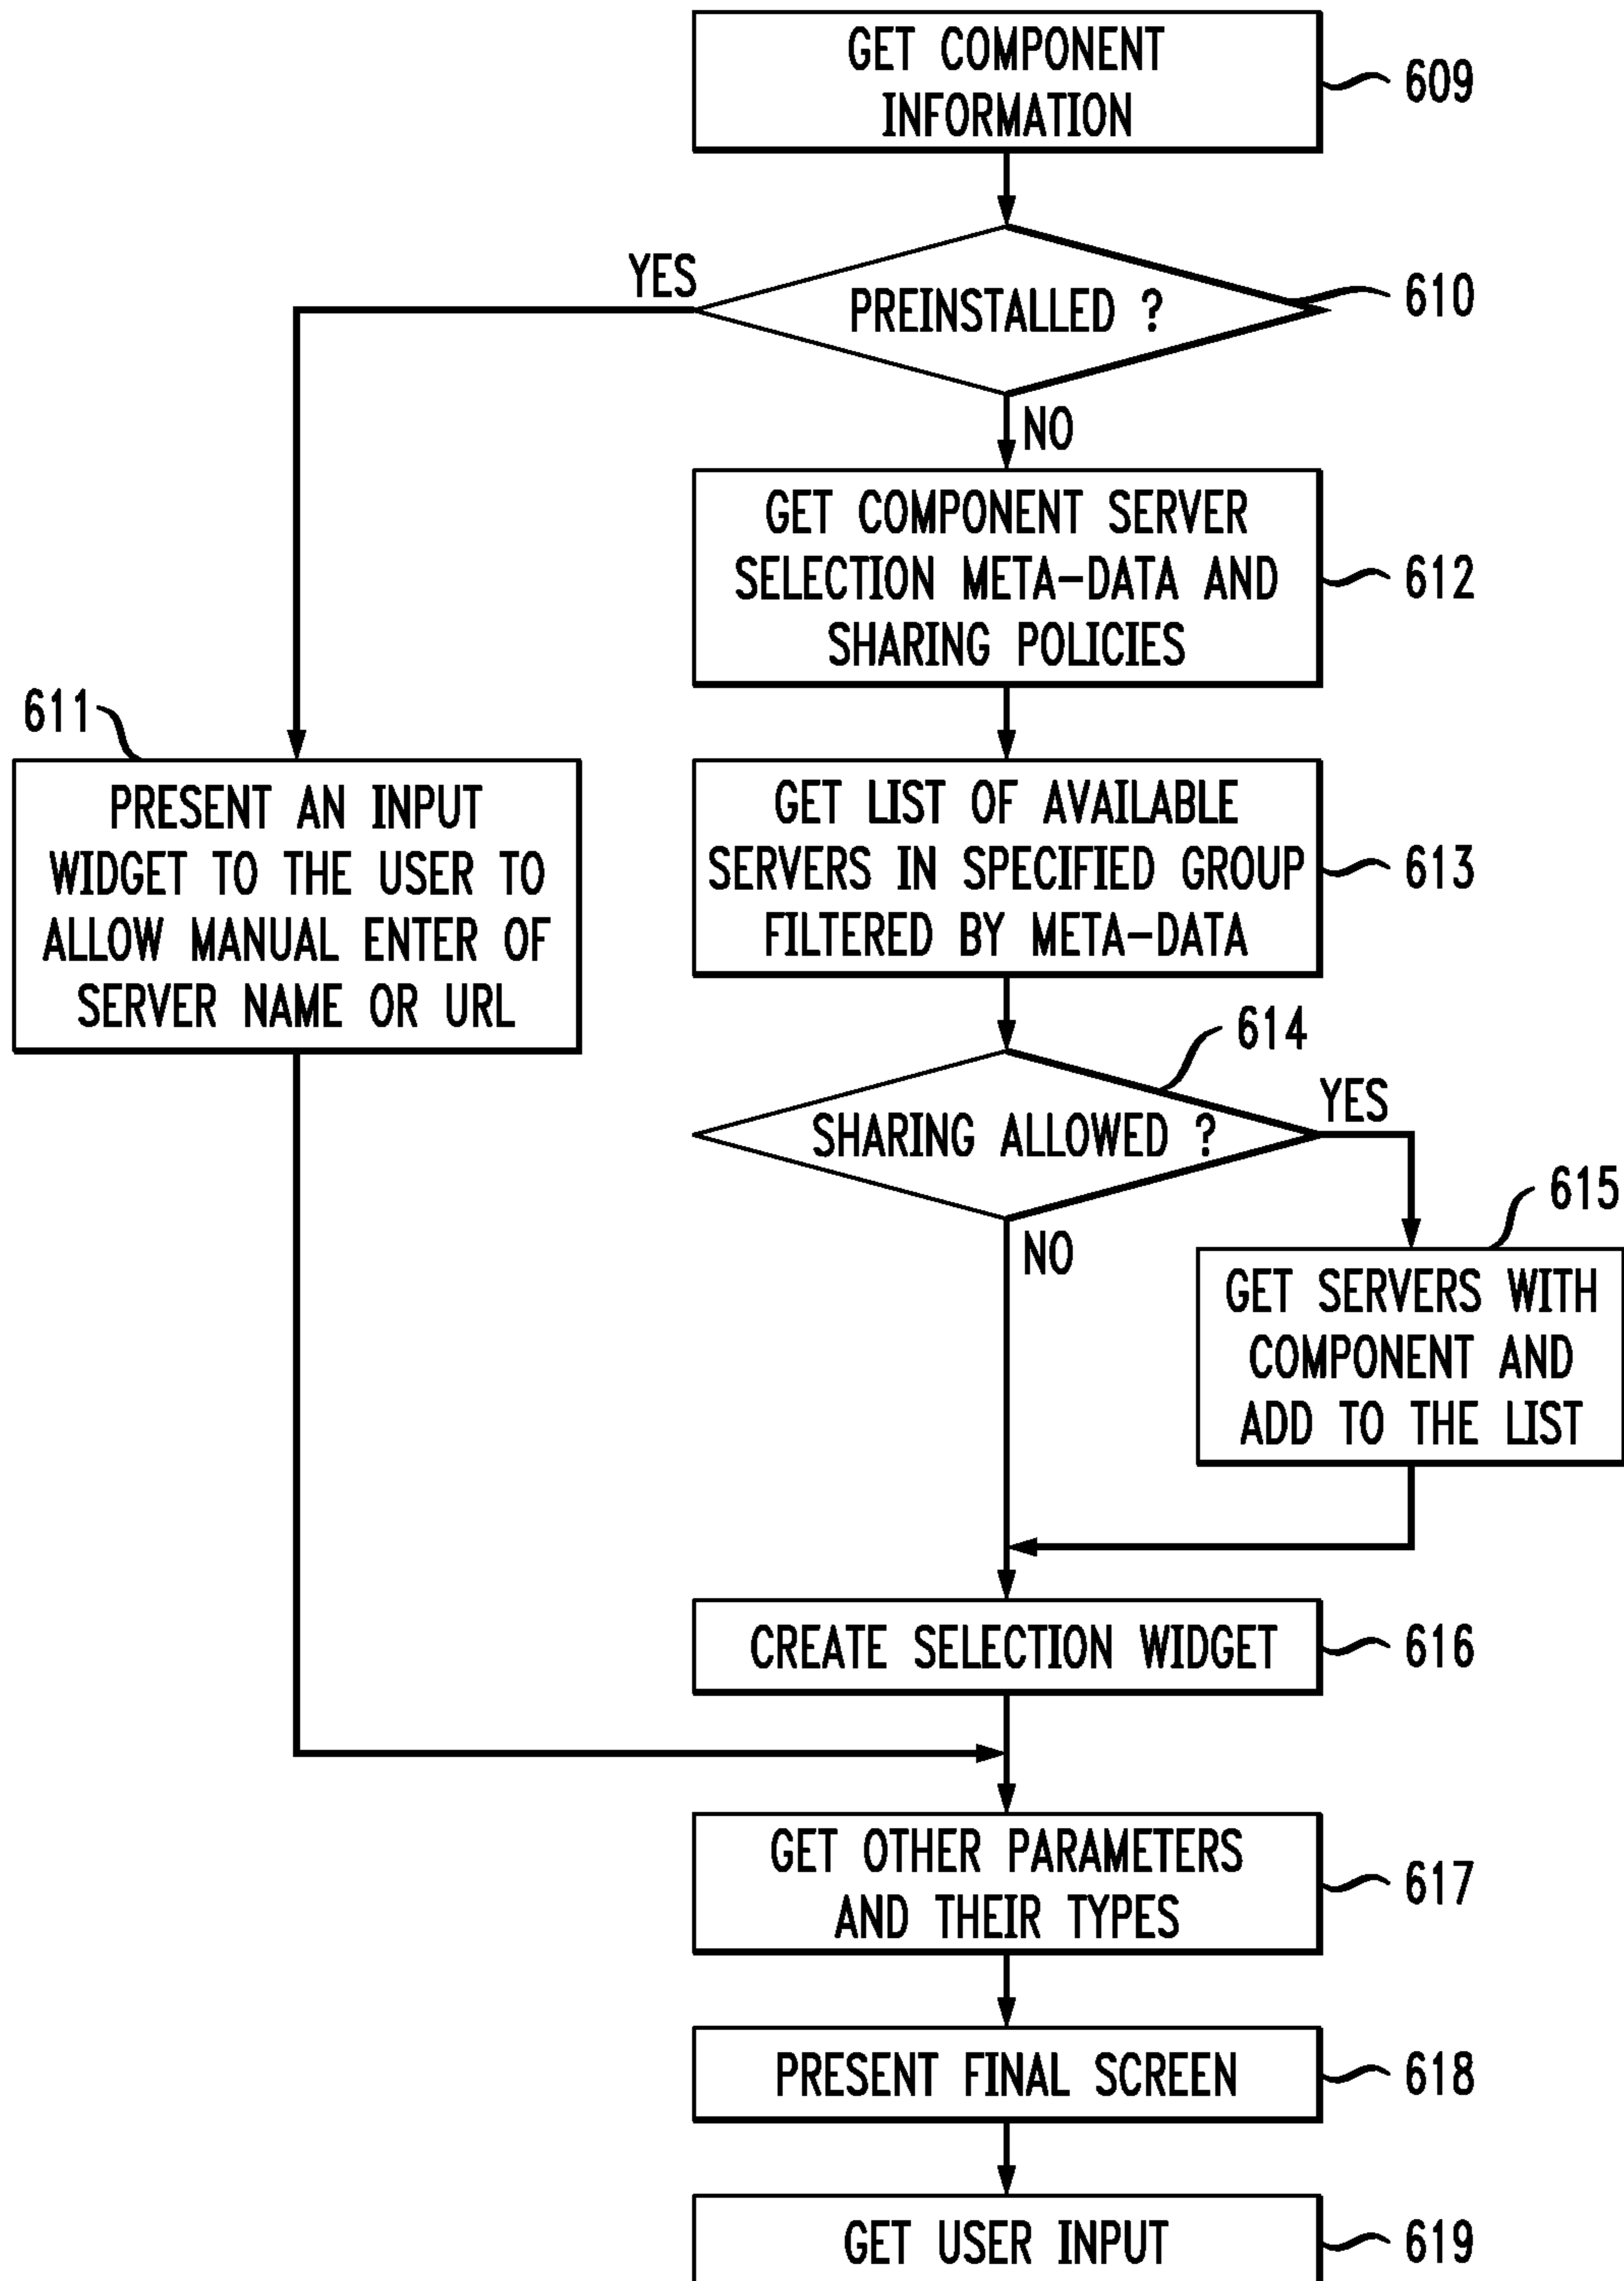 GET COMPONENT
INFORMATION
609
YES
PREINSTALLED ?
610
NO
GET COMPONENT SERVER
SELECTION META-DATA AND
SHARING POLICIES
612
611
PRESENT AN INPUT
WIDGET TO THE USER TO
ALLOW MANUAL ENTER OF
SERVER NAME OR URL
GET LIST OF AVAILABLE
SERVERS IN SPECIFIED GROUP
FILTERED BY META-DATA
613
614
SHARING ALLOWED ?
YES
NO
615
GET SERVERS WITH
COMPONENT AND
ADD TO THE LIST
CREATE SELECTION WIDGET
616
GET OTHER PARAMETERS
AND THEIR TYPES
617
PRESENT FINAL SCREEN
618
GET USER INPUT
619